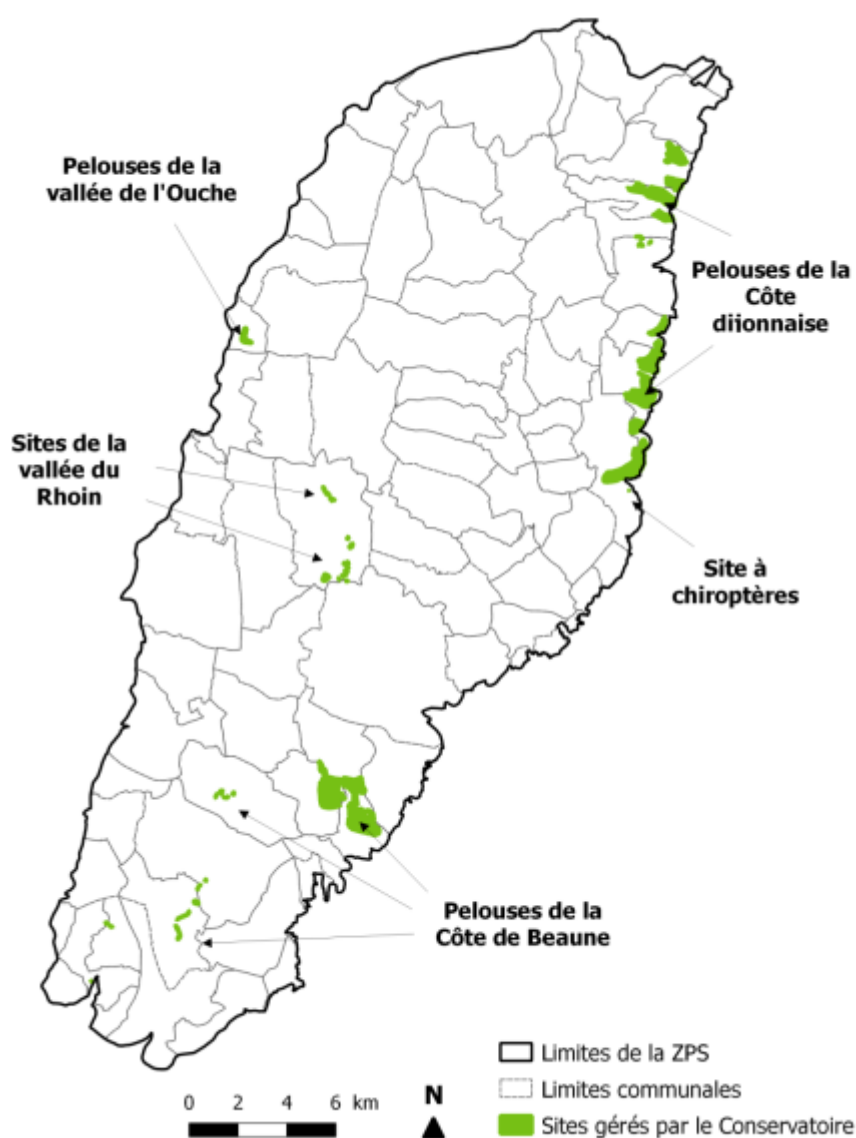 Pelouses de la
vallée de l'Ouche
Pelouses de la
Côte
dijonnaise
Sites de la
vallée du
Rhoin
Site à
chiroptères
Pelouses de la
Côte de Beaune
Limites de la ZPS
Limites communales
Sites gérés par le Conservatoire
0 2 4 6 km
N